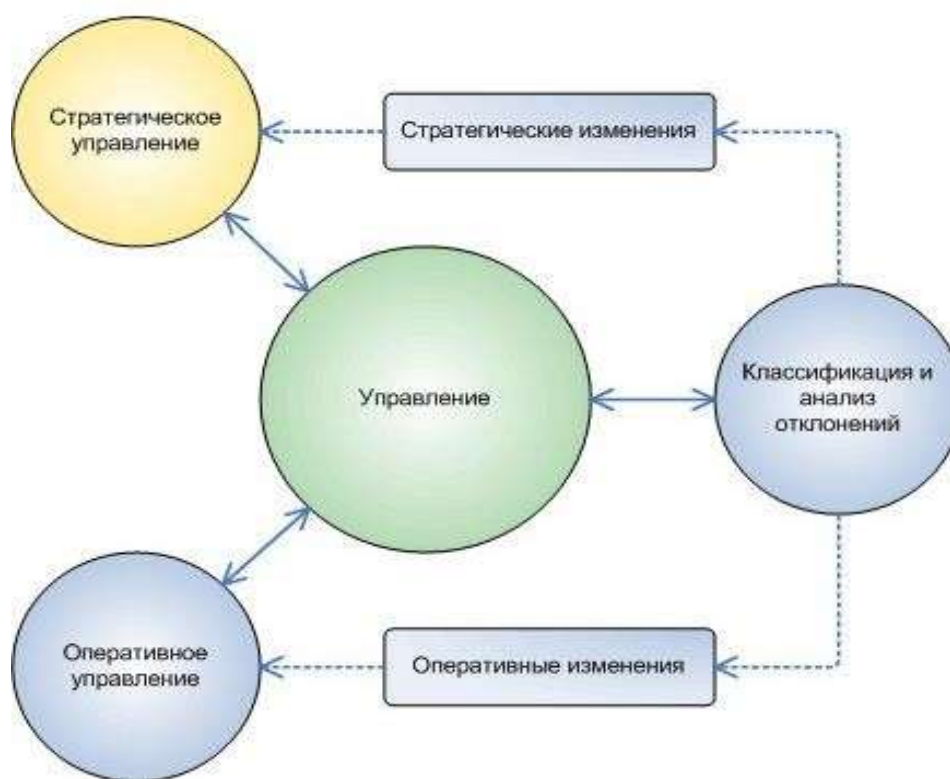 Стратегическое
управление
Стратегические изменения
Управление
Классификация и
анализ
отклонений
Оперативное
управление
Оперативные изменения